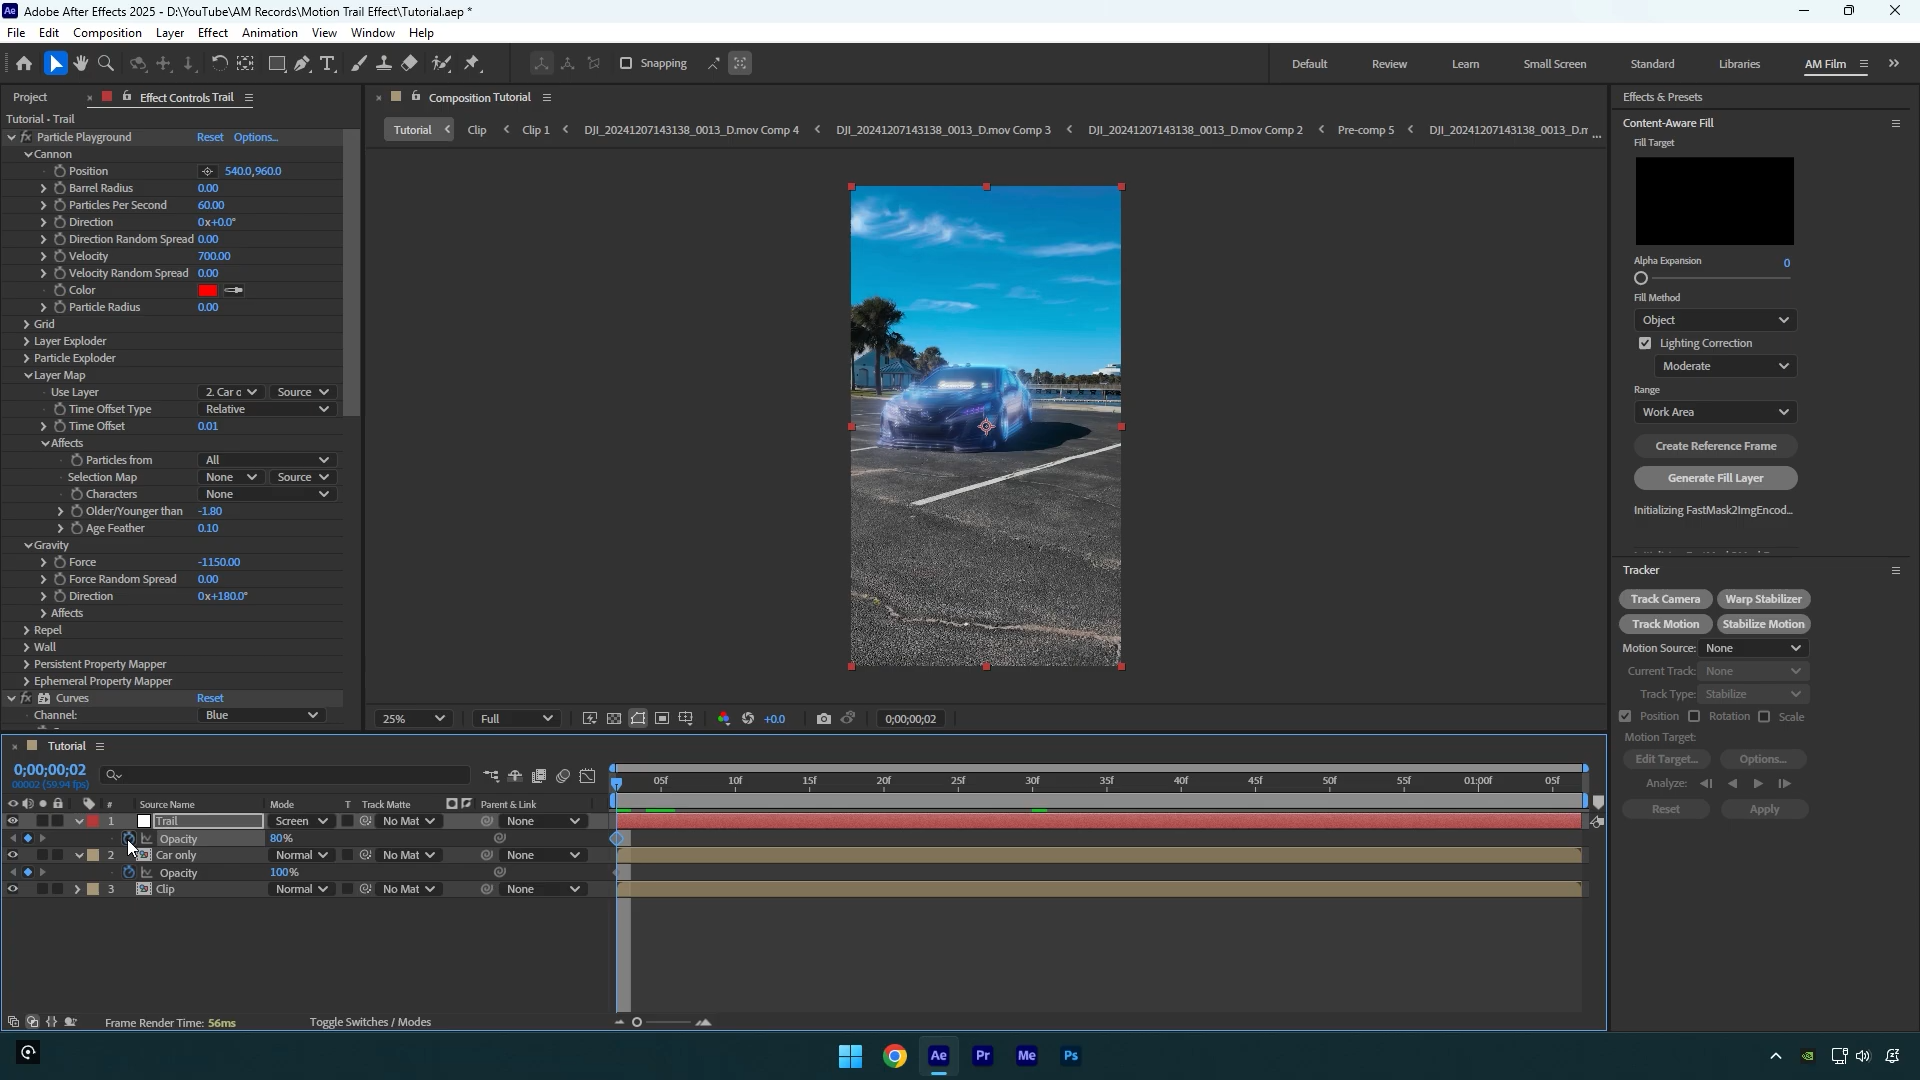 Adobe After Effects 2025 - D:\YouTube\AM Records\Motion Trail Effect\Tutorial.aep *
File Edit Composition Layer Effect Animation View Window Help
Snapping
Default Review Learn Small Screen Standard Libraries AM Film
Project
Effect Controls Trail
Tutorial • Trail
Particle Playground Reset Options...
Cannon
Position 540.0,960.0
Barrel Radius 0.00
Particles Per Second 60.00
Direction 0x+0.0°
Direction Random Spread 0.00
Velocity 700.00
Velocity Random Spread 0.00
Color
Particle Radius 0.00
Grid
Layer Exploder
Particle Exploder
Layer Map
Use Layer 2. Car c Source
Time Offset Type Relative
Time Offset 0.01
Affects
Particles from All
Selection Map None Source
Characters None
Older/Younger than -1.80
Age Feather 0.10
Gravity
Force -1150.00
Force Random Spread 0.00
Direction 0x+180.0°
Affects
Repel
Wall
Persistent Property Mapper
Ephemeral Property Mapper
Curves Reset
Channel: Blue
Composition Tutorial
Tutorial Clip Clip 1 DJI_20241207143138_0013_D.mov Comp 4 DJI_20241207143138_0013_D.mov Comp 3 DJI_20241207143138_0013_D.mov Comp 2 Pre-comp 5 DJI_20241207143138_0013_D.m ...
25% Full +0.0 0;00;00;02
Effects & Presets
Content-Aware Fill
Fill Target
Alpha Expansion 0
Fill Method
Object
Lighting Correction
Moderate
Range
Work Area
Create Reference Frame
Generate Fill Layer
Initializing FastMask2ImgEncod...
Tracker
Track Camera Warp Stabilizer
Track Motion Stabilize Motion
Motion Source: None
Current Track: None
Track Type: Stabilize
Position Rotation Scale
Motion Target:
Edit Target... Options...
Analyze:
Reset Apply
Tutorial
0;00;00;02
00002 (59.94 fps)
05f 10f 15f 20f 25f 30f 35f 40f 45f 50f 55f 01:00f 05f
# Source Name Mode T Track Matte Parent & Link
1 Trail Screen No Mat None
Opacity 80%
2 Car only Normal No Mat None
Opacity 100%
3 Clip Normal No Mat None
Frame Render Time: 56ms
Toggle Switches / Modes
Ae Pr Me Ps